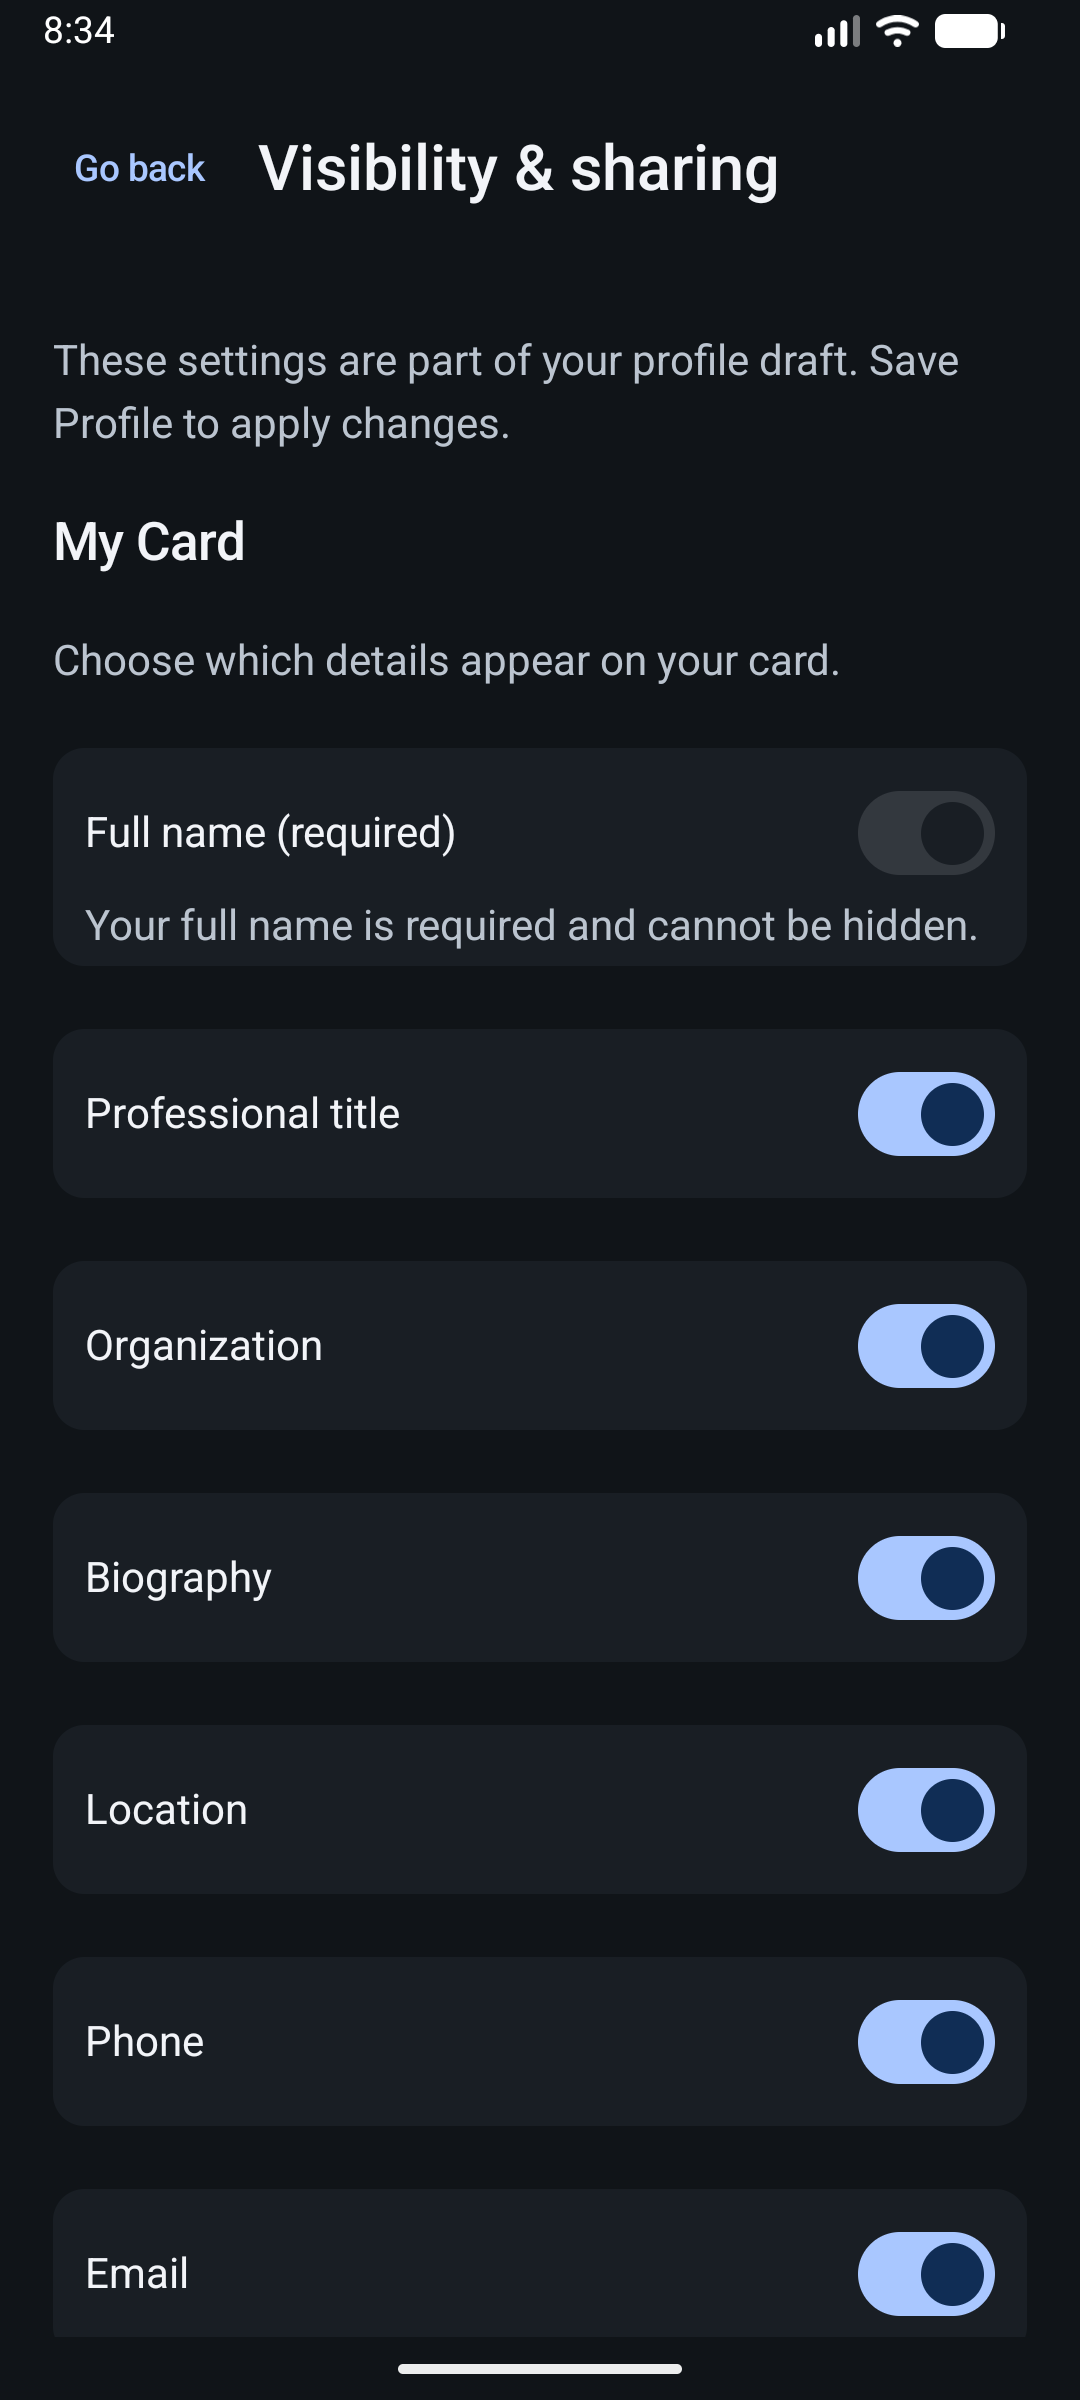 8:34
Go back
Visibility & sharing
These settings are part of your profile draft. Save
Profile to apply changes.
My Card
Choose which details appear on your card.
Full name (required)
Your full name is required and cannot be hidden.
Professional title
Organization
Biography
Location
Phone
Email